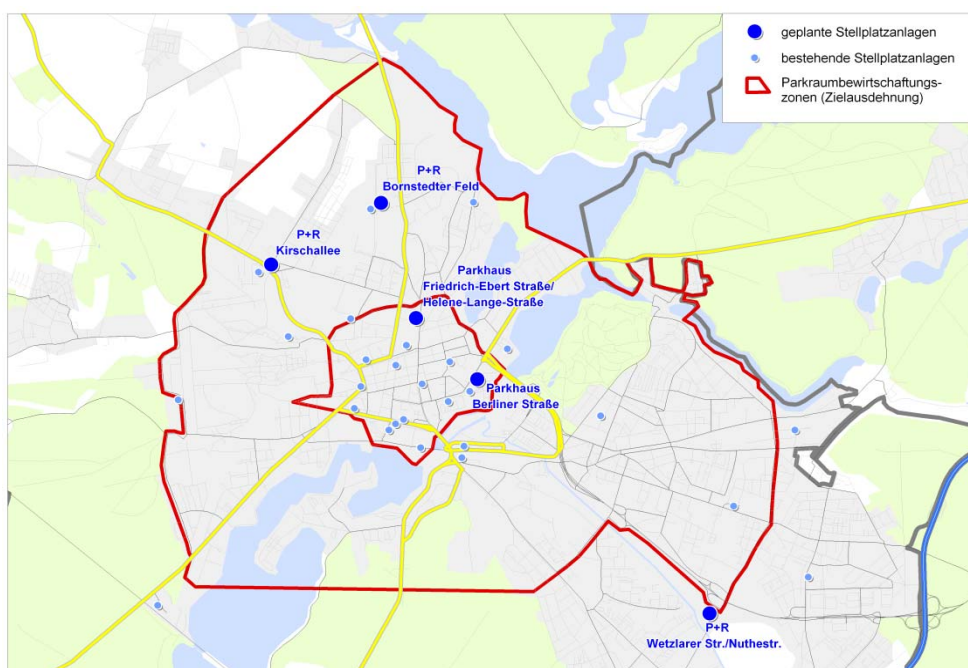 geplante Stellplatzanlagen
bestehende Stellplatzanlagen
Parkraumbewirtschaftungs-
zonen (Zielausdehnung)
P+R
Bornstedter Feld
P+R
Kirschallee
Parkhaus
Friedrich-Ebert Straße/
Helene-Lange-Straße
Parkhaus
Berliner Straße
P+R
Wetzlarer Str./Nuthestr.